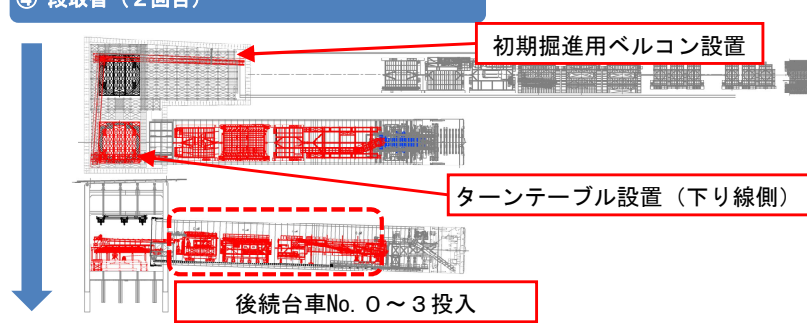 ④ 段取替（２回目）
初期掘進用ベルコン設置
ターンテーブル設置（下り線側）
後続台車No.０～３投入